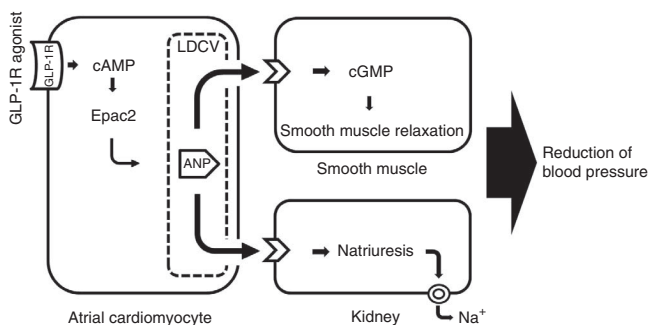 GLP-1R agonist
GLP-1R
cAMP
Epac2
LDCV
ANP
Atrial cardiomyocyte
cGMP
Smooth muscle relaxation
Smooth muscle
Natriuresis
Kidney
Na⁺
Reduction of
blood pressure